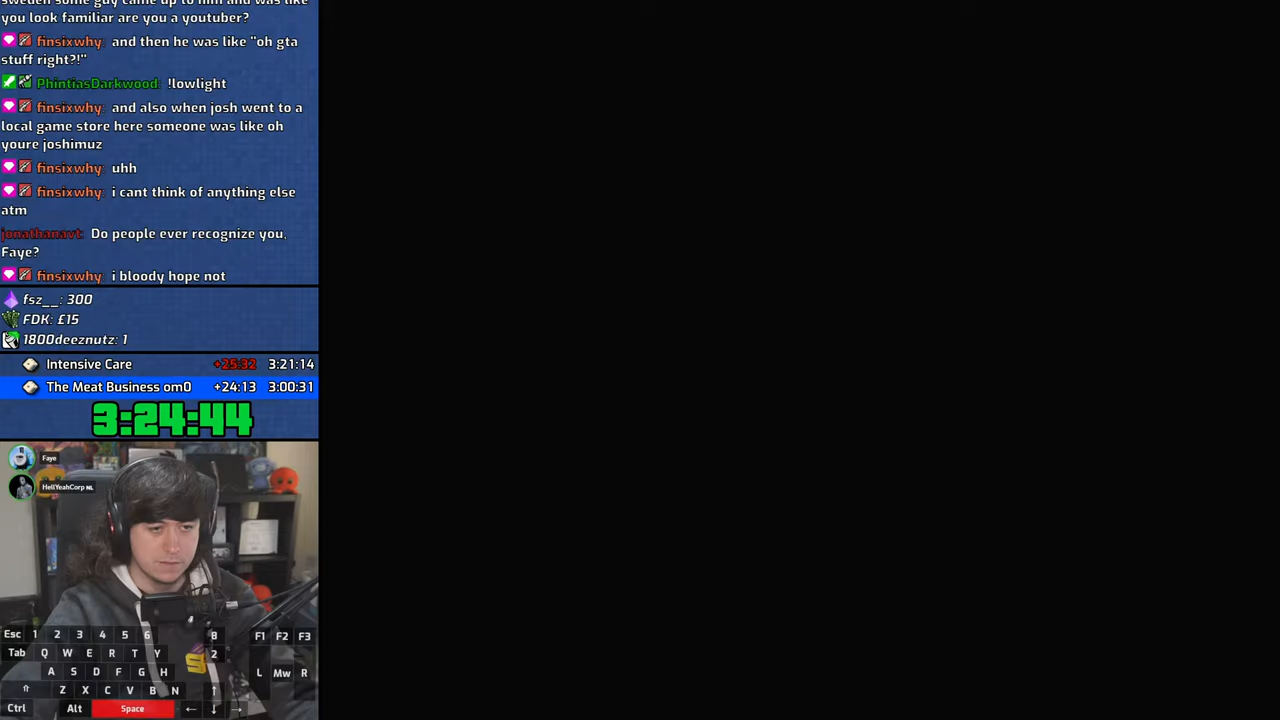 sweden some guy came up to him and was like
you look familiar are you a youtuber?
finsixwhy: and then he was like "oh gta
stuff right?!"
PhintiasDarkwood: !lowlight
finsixwhy: and also when josh went to a
local game store here someone was like oh
youre joshimuz
finsixwhy: uhh
finsixwhy: i cant think of anything else
atm
jonathanavt: Do people ever recognize you,
Faye?
finsixwhy: i bloody hope not
fsz__: 300
FDK: £15
1800deeznutz: 1
Intensive Care +25:32 3:21:14
The Meat Business om0 +24:13 3:00:31
3:24:44
Faye
HellYeahCorp NL
Esc 1 2 3 4 5 6 8 F1 F2 F3
Tab Q W E R T Y 2
A S D F G H L Mw R
⇧ Z X C V B N ↑
Ctrl Alt Space ← ↓ →